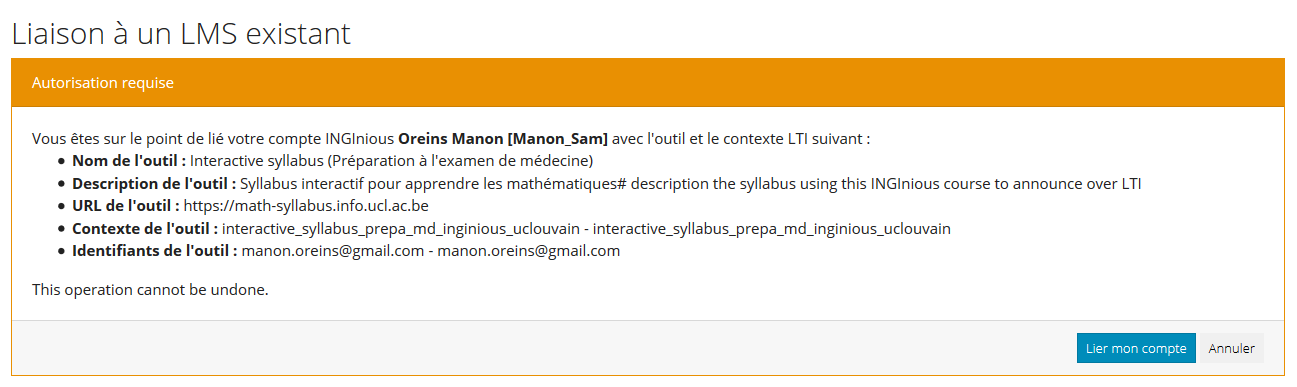 Liaison à un LMS existant
Autorisation requise
Vous êtes sur le point de lié votre compte INGInious Oreins Manon [Manon_Sam] avec l'outil et le contexte LTI suivant :
• Nom de l'outil : Interactive syllabus (Préparation à l'examen de médecine)
• Description de l'outil : Syllabus interactif pour apprendre les mathématiques# description the syllabus using this INGInious course to announce over LTI
• URL de l'outil : https://math-syllabus.info.ucl.ac.be
• Contexte de l'outil : interactive_syllabus_prepa_md_inginious_uclouvain - interactive_syllabus_prepa_md_inginious_uclouvain
• Identifiants de l'outil : manon.oreins@gmail.com - manon.oreins@gmail.com
This operation cannot be undone.
Lier mon compte Annuler